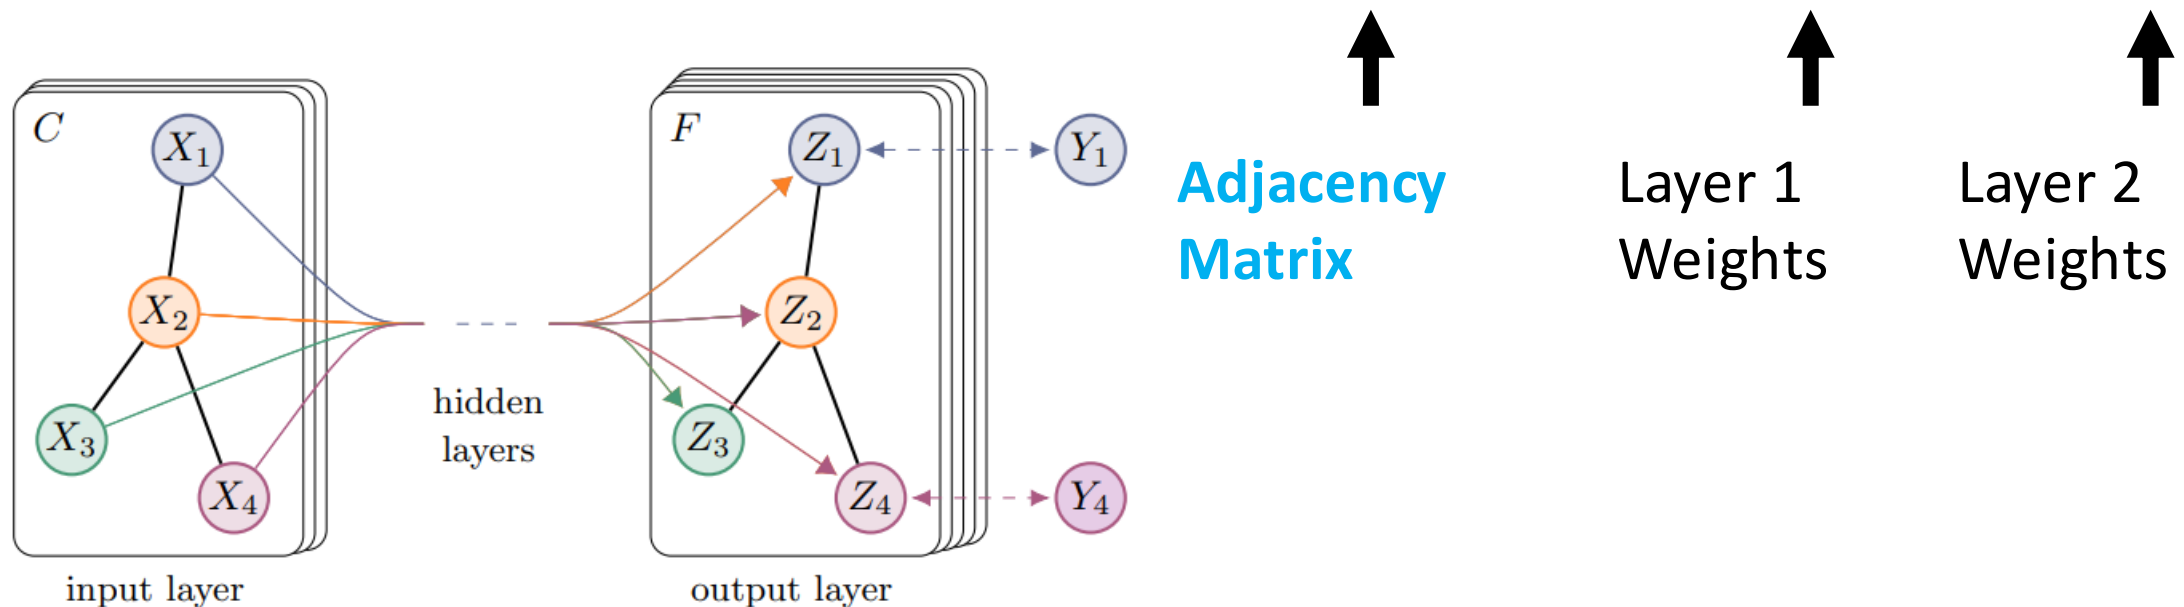 C
X₁
X₂
X₃
X₄
input layer
hidden
layers
F
Z₁
Z₂
Z₃
Z₄
output layer
Y₁
Y₄
Adjacency
Matrix
Layer 1
Weights
Layer 2
Weights